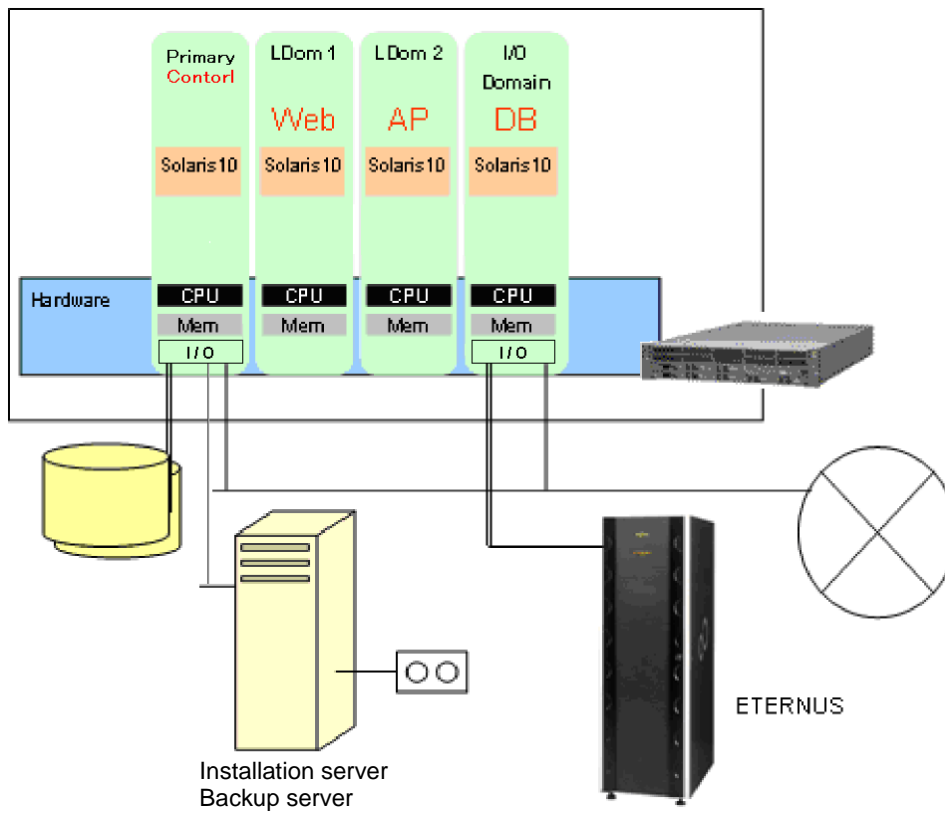 Primary
Contorl
LDom 1
LDom 2
I/O
Domain
Web
AP
DB
Solaris10
Solaris10
Solaris10
Solaris10
Hardware
CPU
CPU
CPU
CPU
Mem
Mem
Mem
Mem
I/O
I/O
ETERNUS
Installation server
Backup server